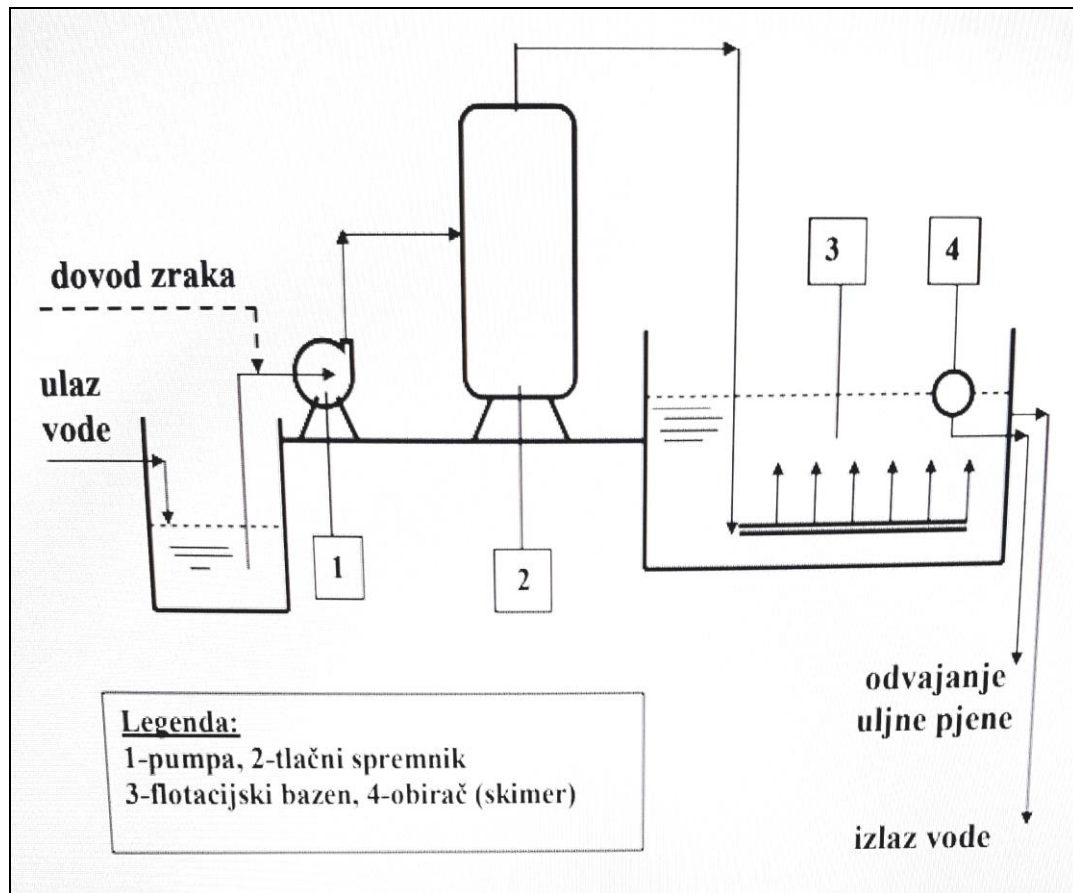 dovod zraka
ulaz
vode
1
2
3
4
odvajanje
uljne pjene
izlaz vode
Legenda:
1-pumpa, 2-tlačni spremnik
3-flotacijski bazen, 4-obirač (skimer)